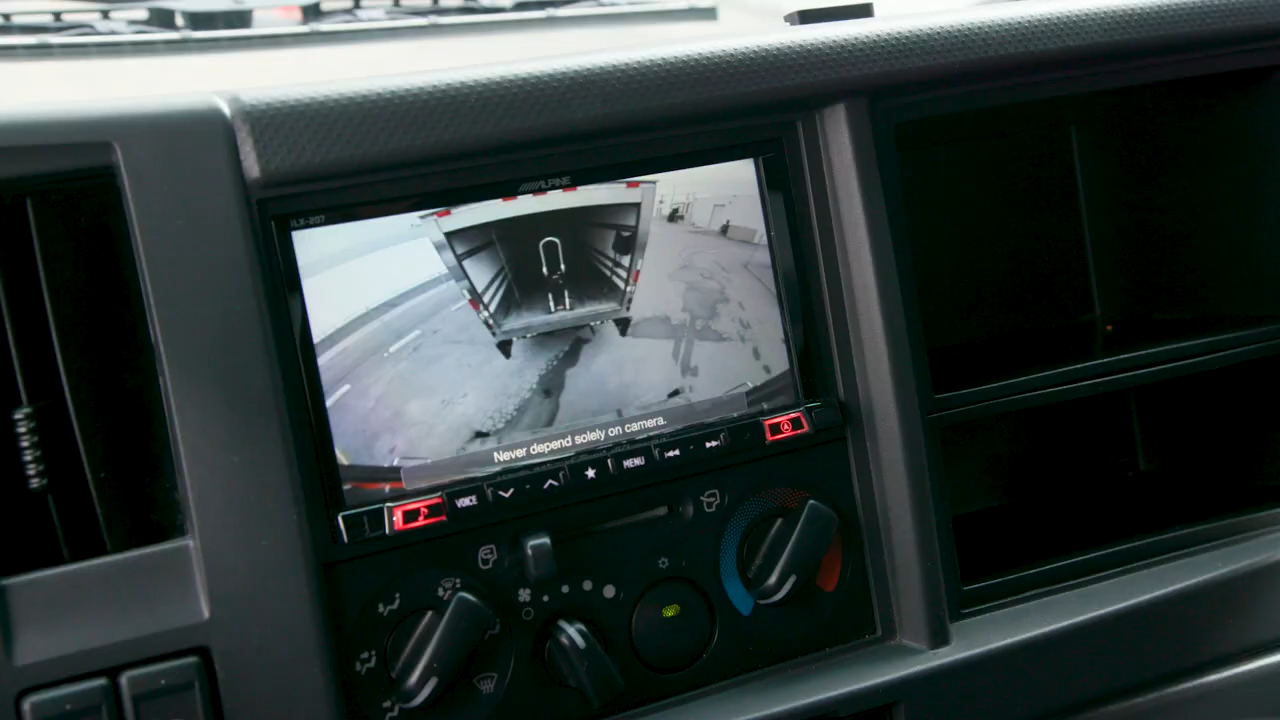 ALPINE
iLX-207
Never depend solely on camera.
VOICE
MENU
A